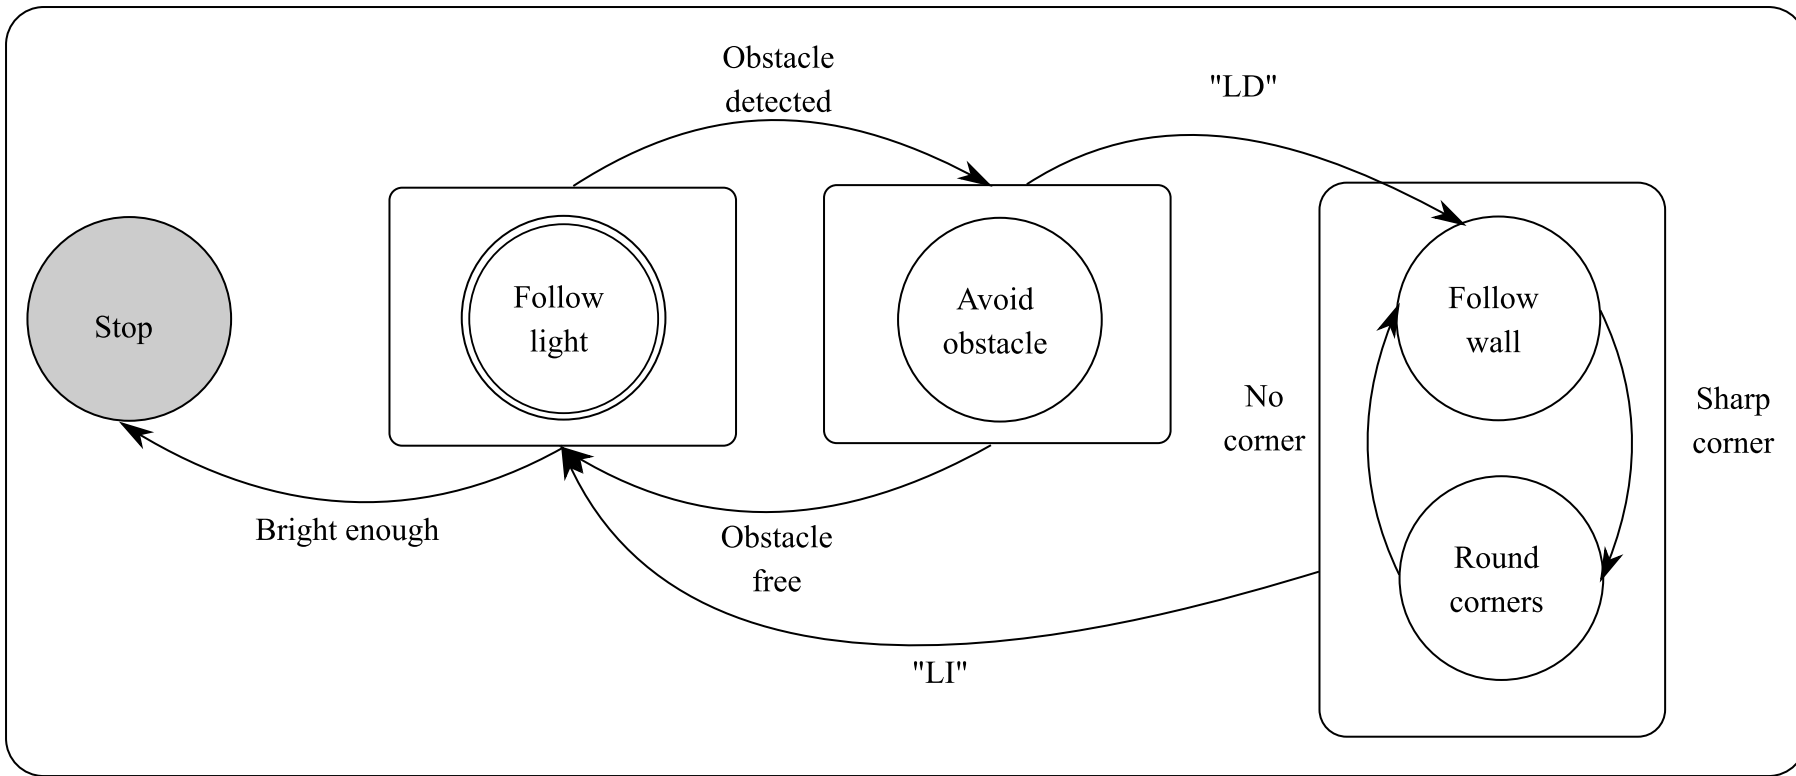 Obstacle
detected
"LD"
Stop
Follow
light
Avoid
obstacle
Follow
wall
No
corner
Sharp
corner
Bright enough
Obstacle
free
Round
corners
"LI"